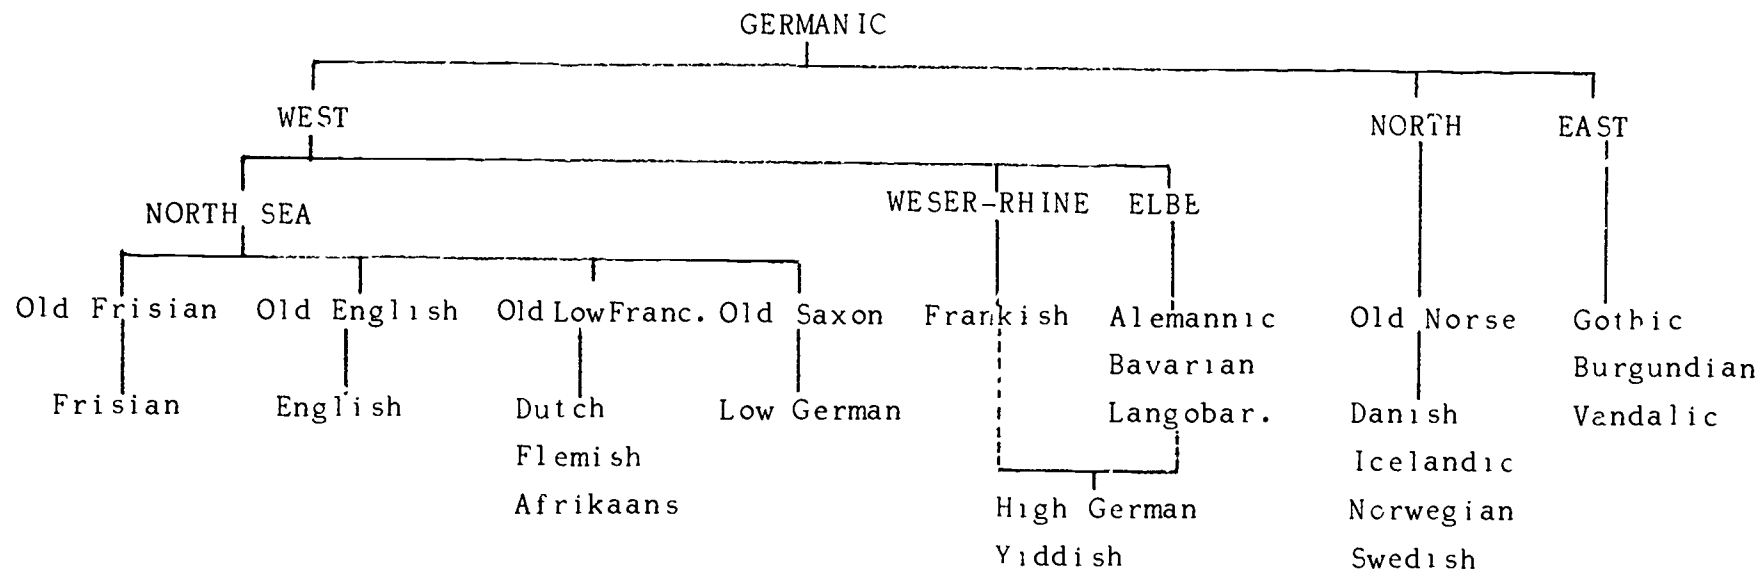 GERMANIC
WEST NORTH EAST
NORTH SEA WESER-RHINE ELBE
Old Frisian Old English Old Low Franc. Old Saxon Frankish Alemannic Old Norse Gothic
Bavarian Burgundian
Frisian English Dutch Low German Langobar. Danish Vandalic
Flemish Icelandic
Afrikaans High German Norwegian
Yiddish Swedish